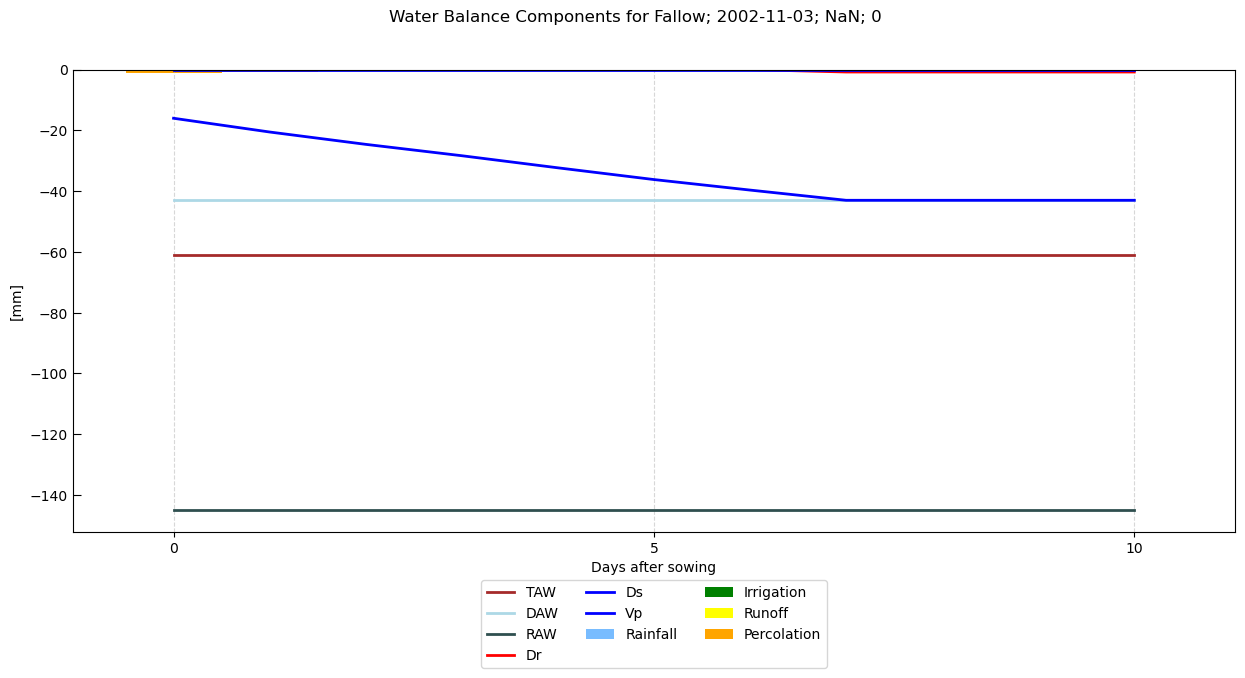 Water Balance Components for Fallow; 2002-11-03; NaN; 0
0
−20
−40
−60
−80
−100
−120
−140
[mm]
0 5 10
Days after sowing
TAW Ds Irrigation
DAW Vp Runoff
RAW Rainfall Percolation
Dr